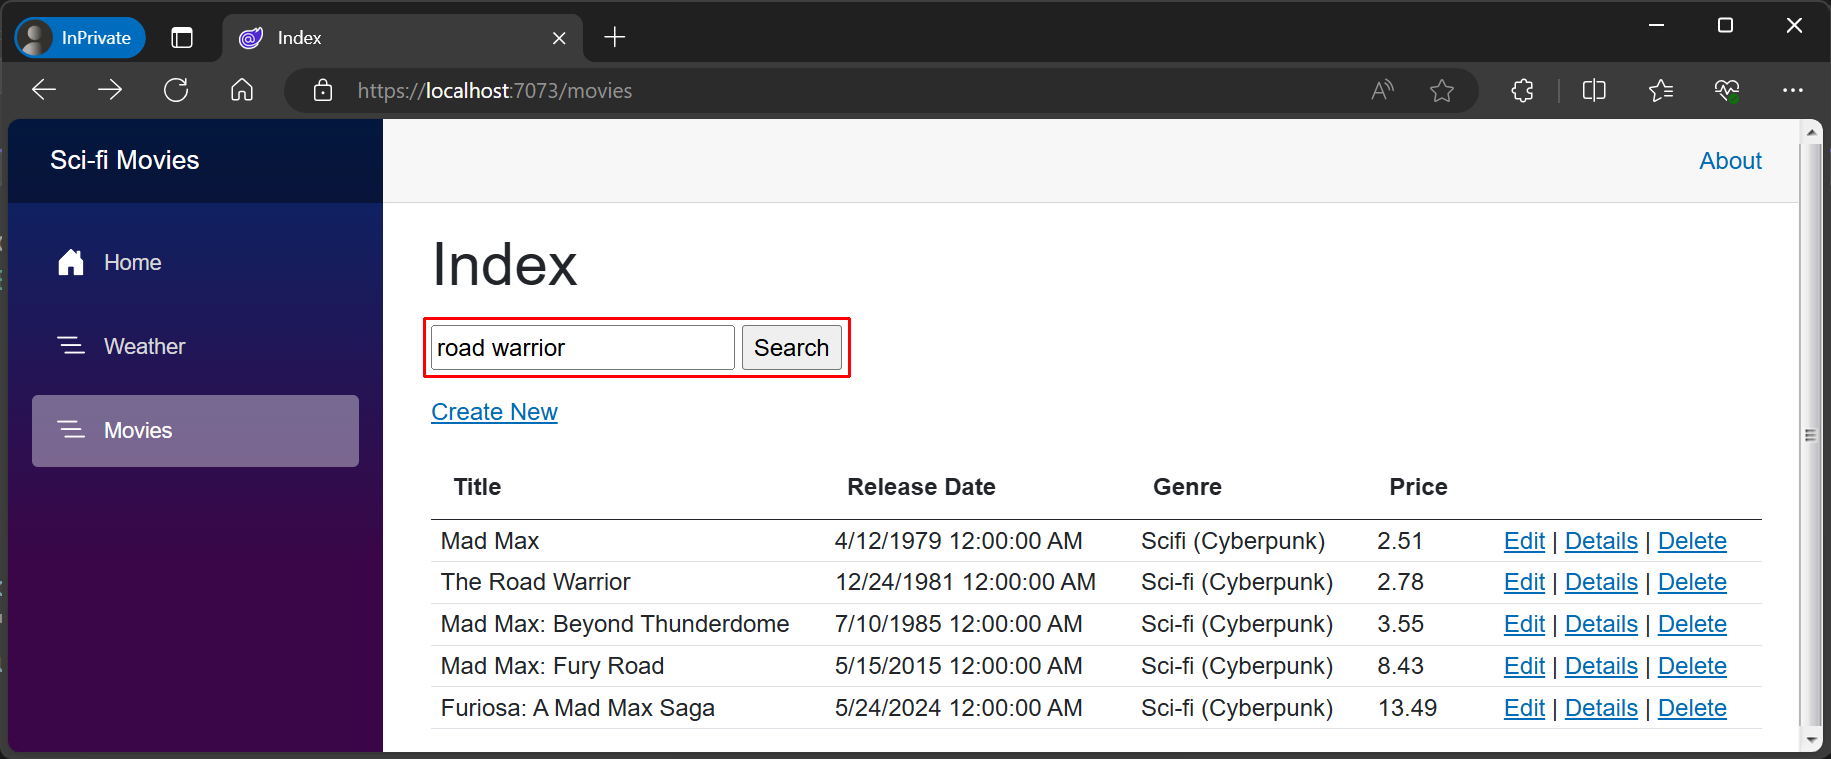 InPrivate
Index
https://localhost:7073/movies
Sci-fi Movies
About
Home
Weather
Movies
Index
road warrior Search
Create New
Title Release Date Genre Price
Mad Max 4/12/1979 12:00:00 AM Scifi (Cyberpunk) 2.51 Edit | Details | Delete
The Road Warrior 12/24/1981 12:00:00 AM Sci-fi (Cyberpunk) 2.78 Edit | Details | Delete
Mad Max: Beyond Thunderdome 7/10/1985 12:00:00 AM Sci-fi (Cyberpunk) 3.55 Edit | Details | Delete
Mad Max: Fury Road 5/15/2015 12:00:00 AM Sci-fi (Cyberpunk) 8.43 Edit | Details | Delete
Furiosa: A Mad Max Saga 5/24/2024 12:00:00 AM Sci-fi (Cyberpunk) 13.49 Edit | Details | Delete